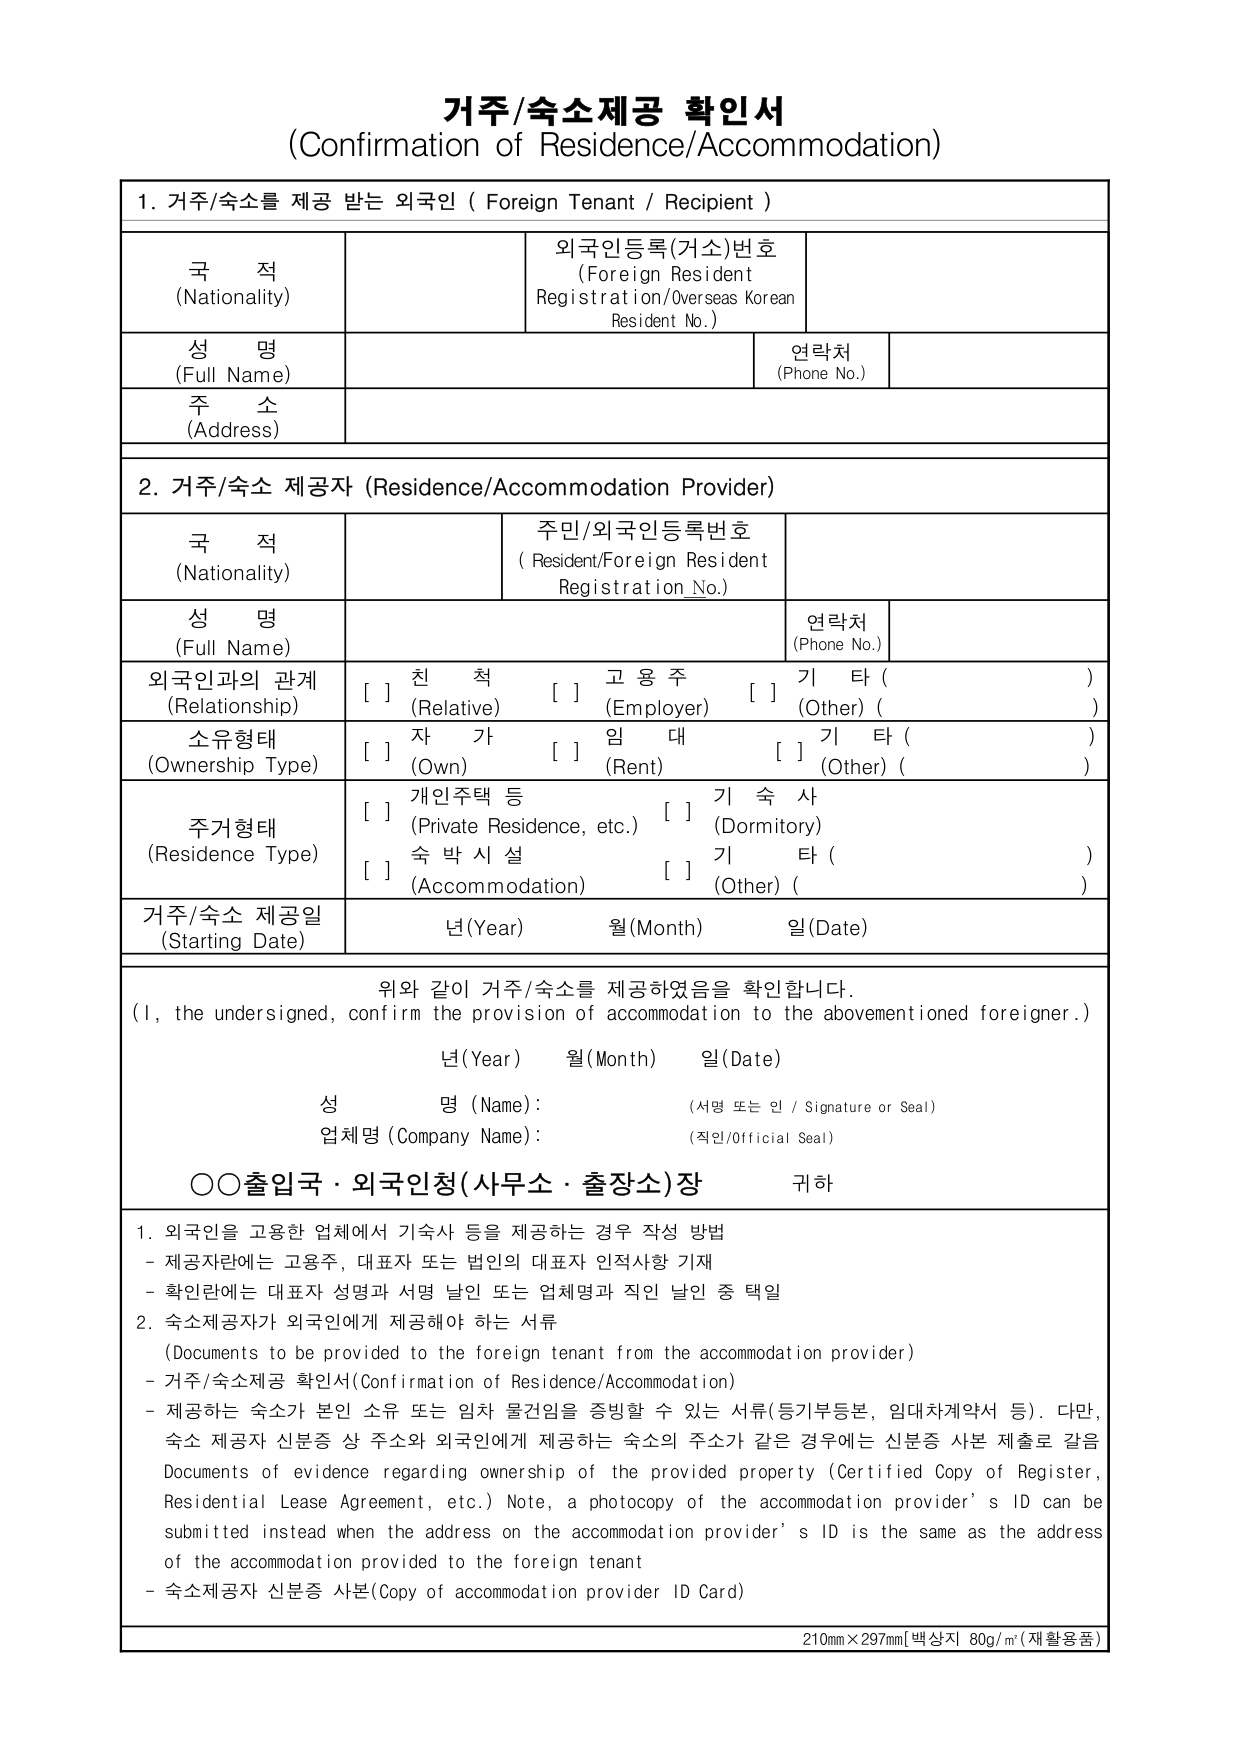 거주/숙소제공 확인서
(Confirmation of Residence/Accommodation)
1. 거주/숙소를 제공 받는 외국인 ( Foreign Tenant / Recipient )
국 적
(Nationality)
외국인등록(거소)번호
(Foreign Resident
Registration/Overseas Korean
Resident No.)
성 명
(Full Name)
연락처
(Phone No.)
주 소
(Address)
2. 거주/숙소 제공자 (Residence/Accommodation Provider)
국 적
(Nationality)
주민/외국인등록번호
( Resident/Foreign Resident
Registration No.)
성 명
(Full Name)
연락처
(Phone No.)
외국인과의 관계
(Relationship)
[ ] 친 척 [ ] 고 용 주 [ ] 기 타 ( )
(Relative) (Employer) (Other) ( )
소유형태
(Ownership Type)
[ ] 자 가 [ ] 임 대 [ ] 기 타 ( )
(Own) (Rent) (Other) ( )
주거형태
(Residence Type)
[ ] 개인주택 등 [ ] 기 숙 사
(Private Residence, etc.) (Dormitory)
[ ] 숙 박 시 설 [ ] 기 타 ( )
(Accommodation) (Other) ( )
거주/숙소 제공일
(Starting Date)
년(Year) 월(Month) 일(Date)
위와 같이 거주/숙소를 제공하였음을 확인합니다.
(I, the undersigned, confirm the provision of accommodation to the abovementioned foreigner.)
년(Year) 월(Month) 일(Date)
성 명 (Name): (서명 또는 인 / Signature or Seal)
업체명(Company Name): (직인/Official Seal)
○○출입국 · 외국인청(사무소 · 출장소)장 귀하
1. 외국인을 고용한 업체에서 기숙사 등을 제공하는 경우 작성 방법
- 제공자란에는 고용주, 대표자 또는 법인의 대표자 인적사항 기재
- 확인란에는 대표자 성명과 서명 날인 또는 업체명과 직인 날인 중 택일
2. 숙소제공자가 외국인에게 제공해야 하는 서류
(Documents to be provided to the foreign tenant from the accommodation provider)
- 거주/숙소제공 확인서(Confirmation of Residence/Accommodation)
- 제공하는 숙소가 본인 소유 또는 임차 물건임을 증빙할 수 있는 서류(등기부등본, 임대차계약서 등). 다만,
숙소 제공자 신분증 상 주소와 외국인에게 제공하는 숙소의 주소가 같은 경우에는 신분증 사본 제출로 갈음
Documents of evidence regarding ownership of the provided property (Certified Copy of Register,
Residential Lease Agreement, etc.) Note, a photocopy of the accommodation provider’s ID can be
submitted instead when the address on the accommodation provider’s ID is the same as the address
of the accommodation provided to the foreign tenant
- 숙소제공자 신분증 사본(Copy of accommodation provider ID Card)
210mm×297mm[백상지 80g/㎡(재활용품)